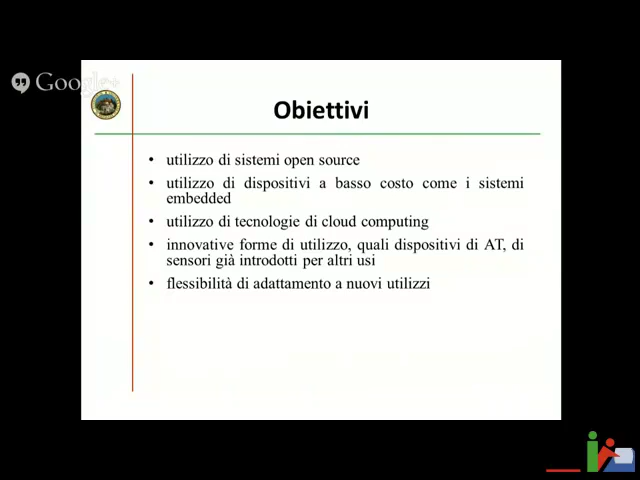 Google+
Obiettivi
• utilizzo di sistemi open source
• utilizzo di dispositivi a basso costo come i sistemi
embedded
• utilizzo di tecnologie di cloud computing
• innovative forme di utilizzo, quali dispositivi di AT, di
sensori già introdotti per altri usi
• flessibilità di adattamento a nuovi utilizzi